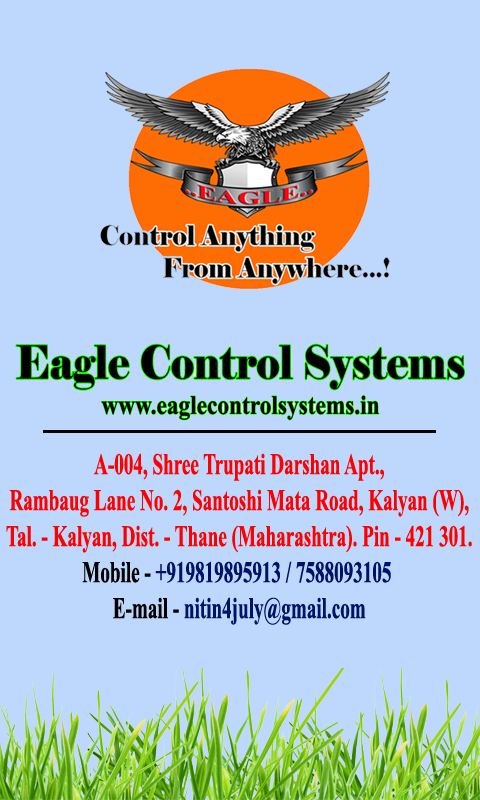 ..EAGLE..
Control Anything
From Anywhere...!
Eagle Control Systems
www.eaglecontrolsystems.in
A-004, Shree Trupati Darshan Apt.,
Rambaug Lane No. 2, Santoshi Mata Road, Kalyan (W),
Tal. - Kalyan, Dist. - Thane (Maharashtra). Pin - 421 301.
Mobile - +919819895913 / 7588093105
E-mail - nitin4july@gmail.com